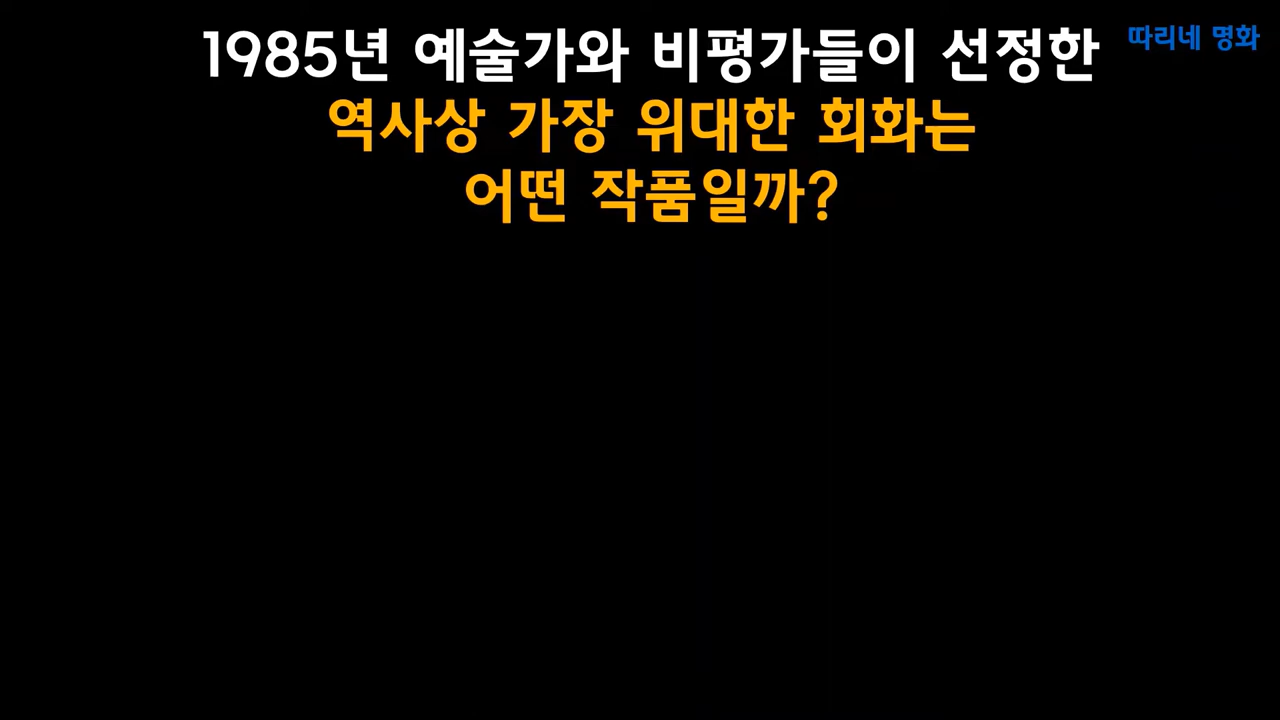 1985년 예술가와 비평가들이 선정한
역사상 가장 위대한 회화는
어떤 작품일까?
따리네 명화